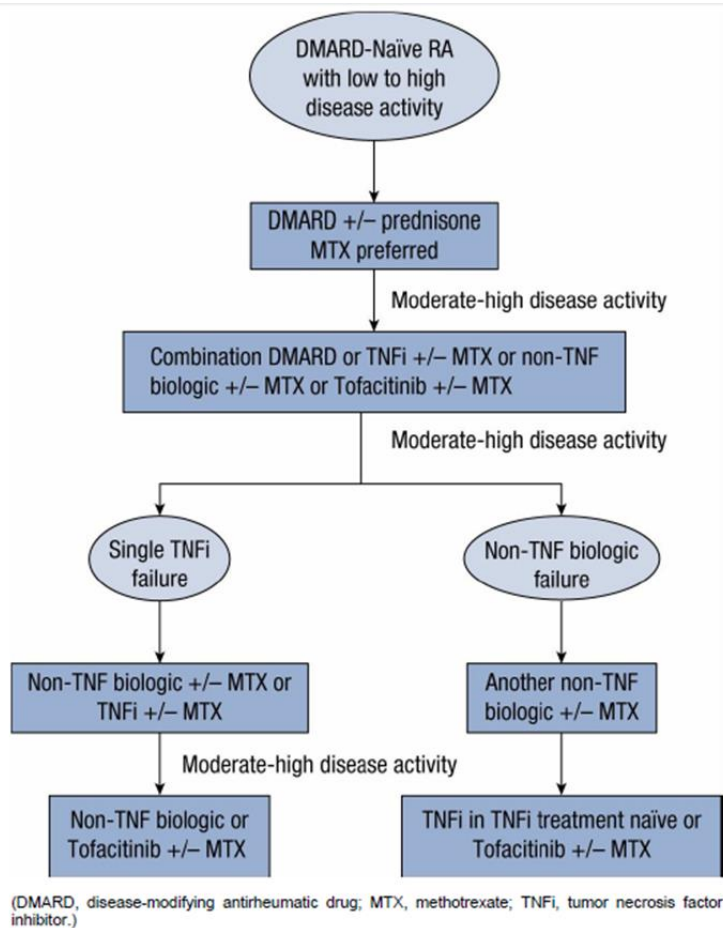 DMARD-Naïve RA
with low to high
disease activity
DMARD +/– prednisone
MTX preferred
Moderate-high disease activity
Combination DMARD or TNFi +/– MTX or non-TNF
biologic +/– MTX or Tofacitinib +/– MTX
Moderate-high disease activity
Single TNFi
failure
Non-TNF biologic
failure
Non-TNF biologic +/– MTX or
TNFi +/– MTX
Another non-TNF
biologic +/– MTX
Moderate-high disease activity
Non-TNF biologic or
Tofacitinib +/– MTX
TNFi in TNFi treatment naïve or
Tofacitinib +/– MTX
(DMARD, disease-modifying antirheumatic drug; MTX, methotrexate; TNFi, tumor necrosis factor
inhibitor.)